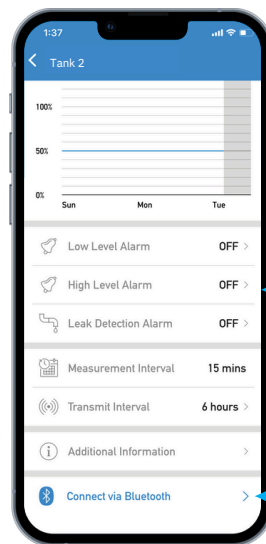 1:37
Tank 2
100%
50%
0%
Sun Mon Tue
Low Level Alarm OFF
High Level Alarm OFF
Leak Detection Alarm OFF
Measurement Interval 15 mins
Transmit Interval 6 hours
Additional Information
Connect via Bluetooth